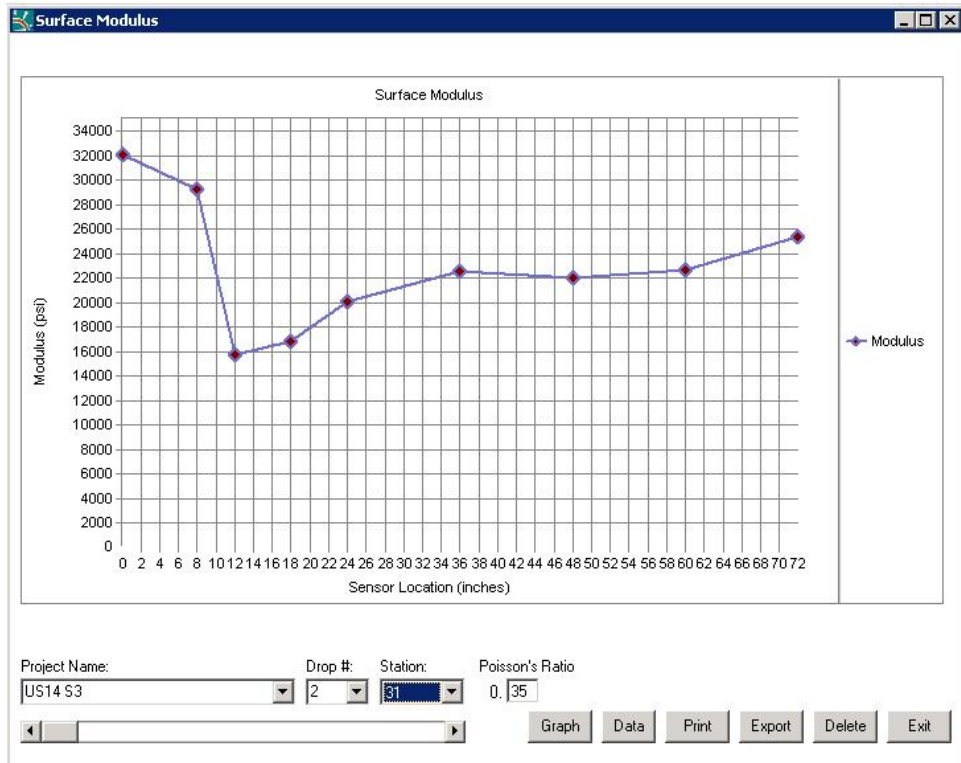 Surface Modulus
Surface Modulus
34000
32000
30000
28000
26000
24000
22000
20000
18000
16000
14000
12000
10000
8000
6000
4000
2000
0
Modulus (psi)
0 2 4 6 8 10 12 14 16 18 20 22 24 26 28 30 32 34 36 38 40 42 44 46 48 50 52 54 56 58 60 62 64 66 68 70 72
Sensor Location (inches)
Modulus
Project Name: Drop #: Station: Poisson's Ratio
US14 S3 2 31 0. 35
Graph Data Print Export Delete Exit